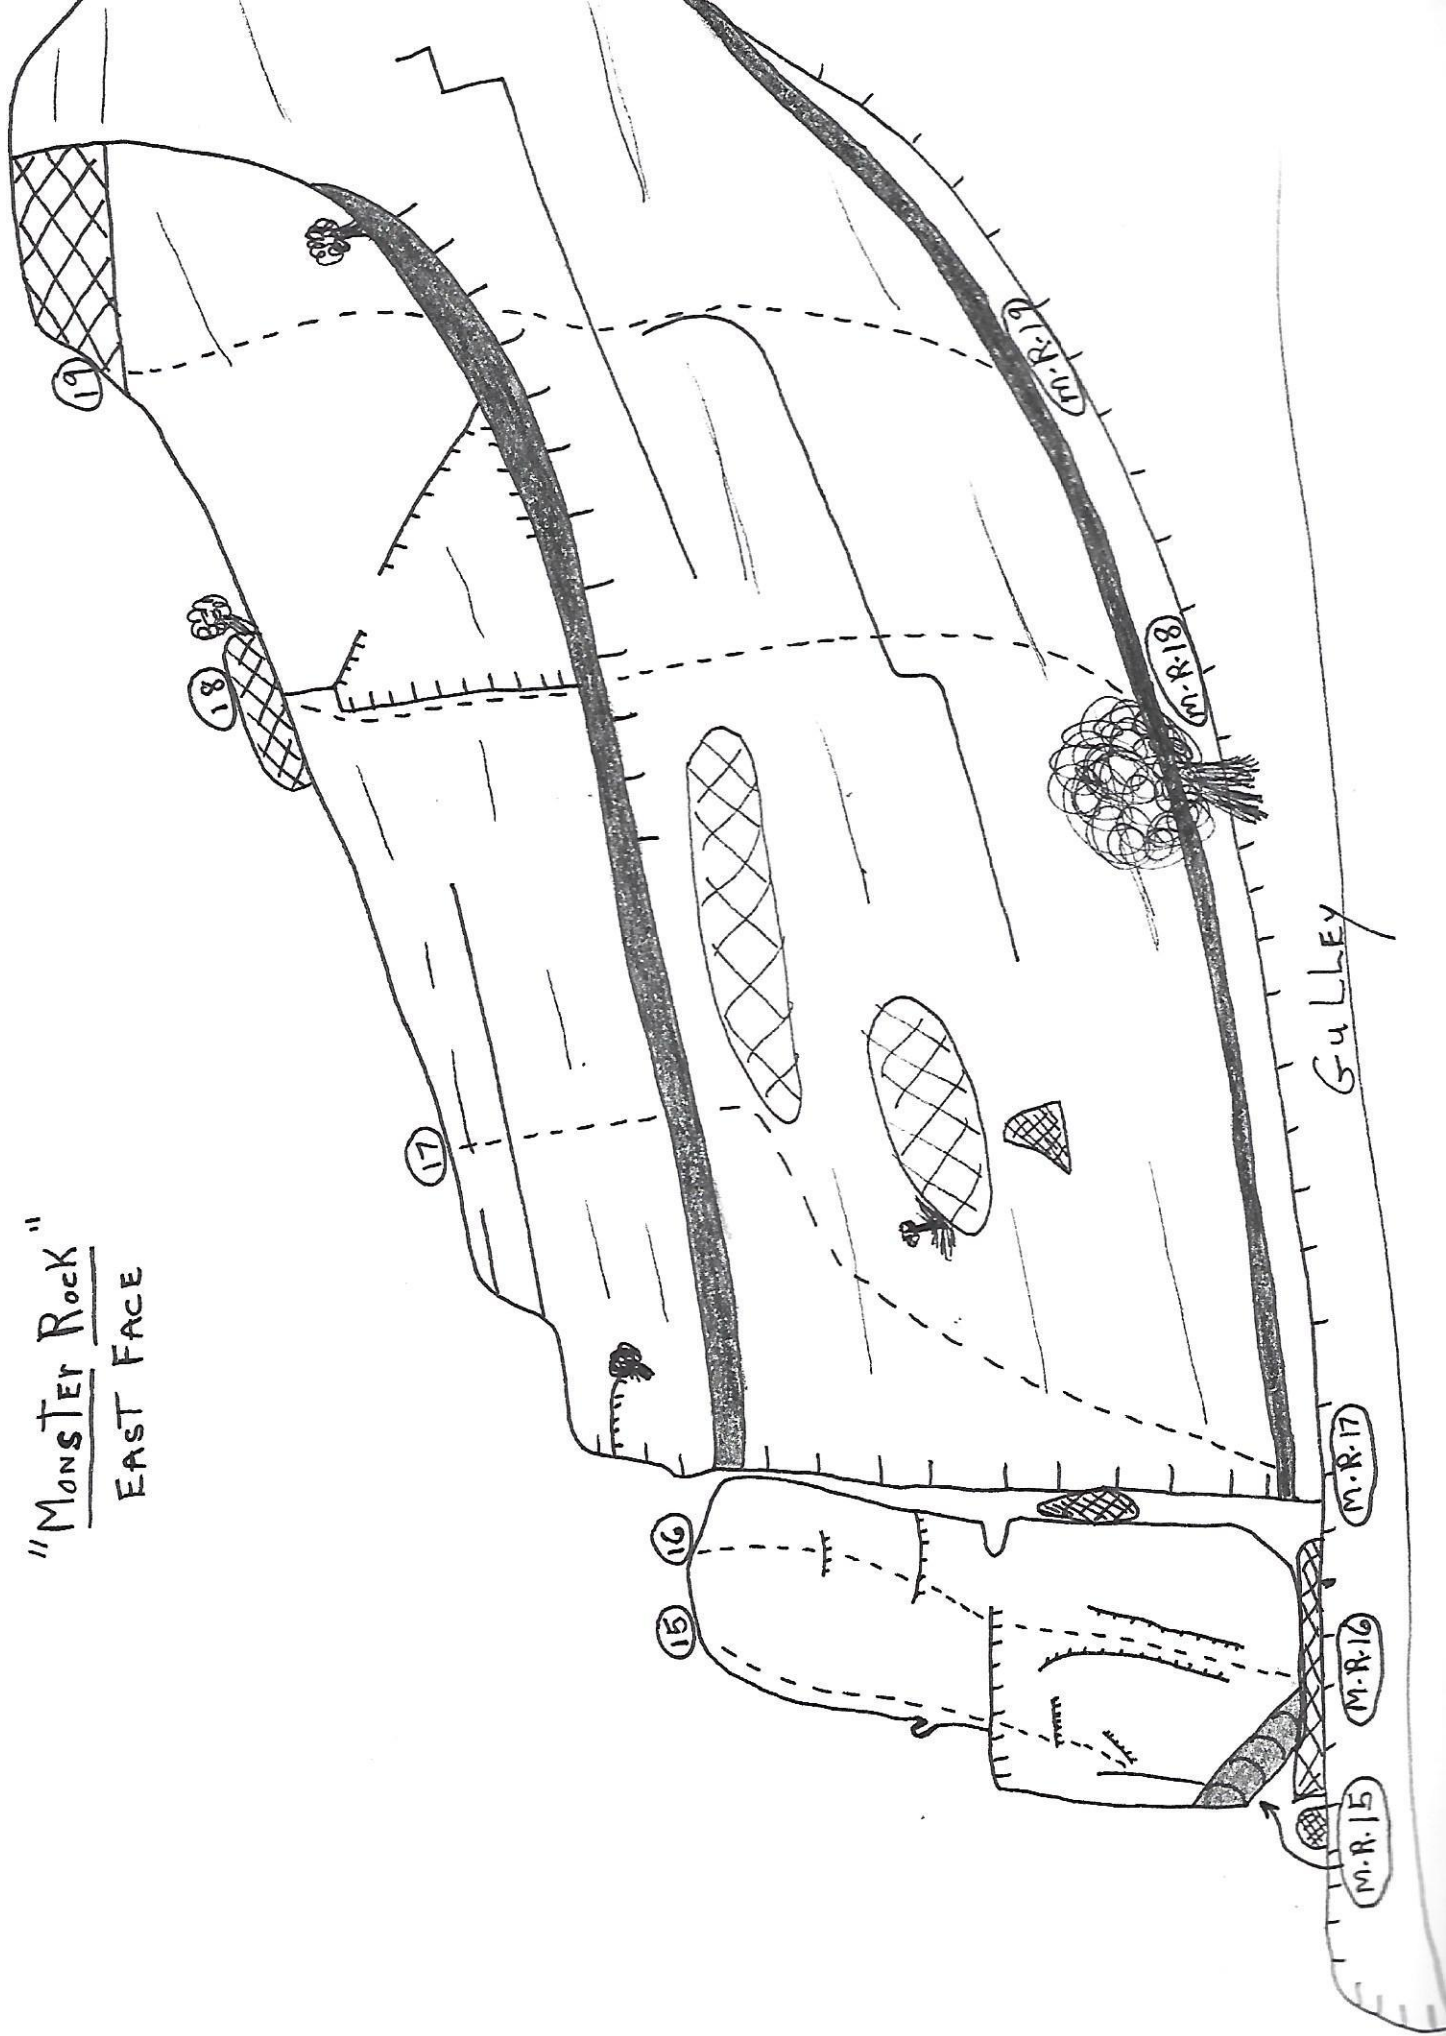 "MONSTER ROCK"
EAST FACE
15
16
17
18
19
M.R.15
M.R.16
M.R.17
M.R.18
M.R.19
GULLEY